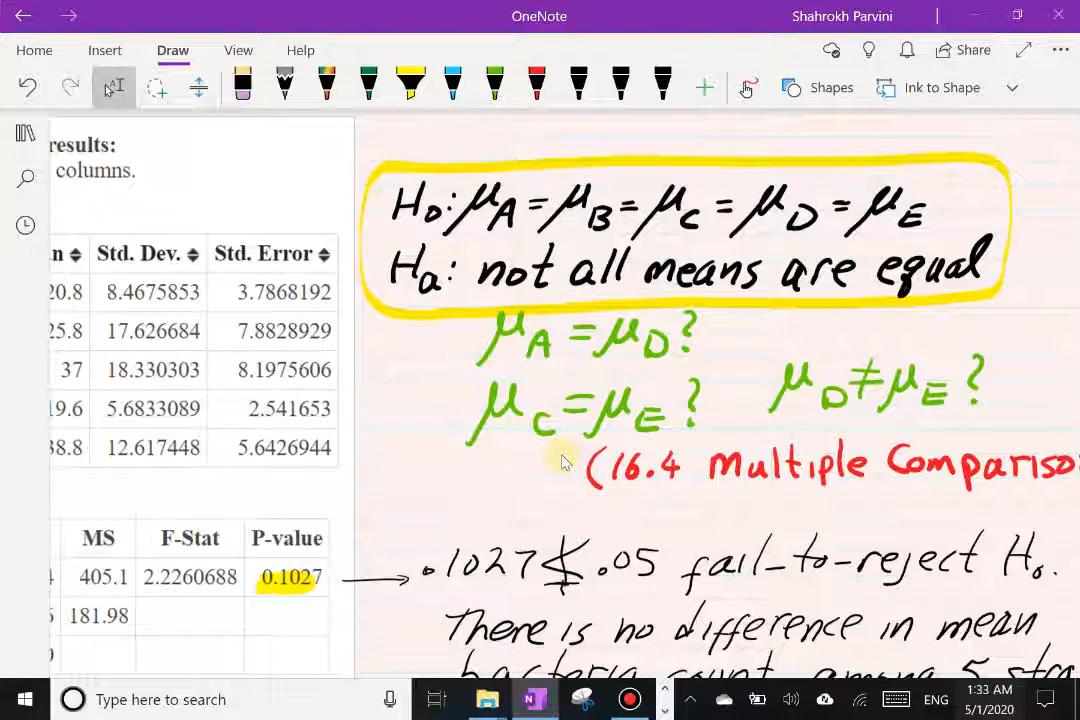 OneNote
Shahrokh Parvini
Home Insert Draw View Help
Share
Shapes
Ink to Shape
results:
columns.
n Std. Dev. Std. Error
20.8 8.4675853 3.7868192
25.8 17.626684 7.8828929
37 18.330303 8.1975606
19.6 5.6833089 2.541653
38.8 12.617448 5.6426944
MS F-Stat P-value
405.1 2.2260688 0.1027
181.98
H₀: μA = μB = μC = μD = μE
Ha: not all means are equal
μA = μD?
μC = μE? μD ≠ μE?
(16.4 Multiple Compariso
.1027 ≮ .05 fail-to-reject H₀.
There is no difference in mean
bacteria count among 5 stra
Type here to search
ENG
1:33 AM
5/1/2020